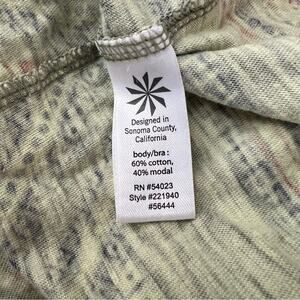 Designed in
Sonoma County,
California
body/bra :
60% cotton,
40% modal
RN #54023
Style #221940
#56444